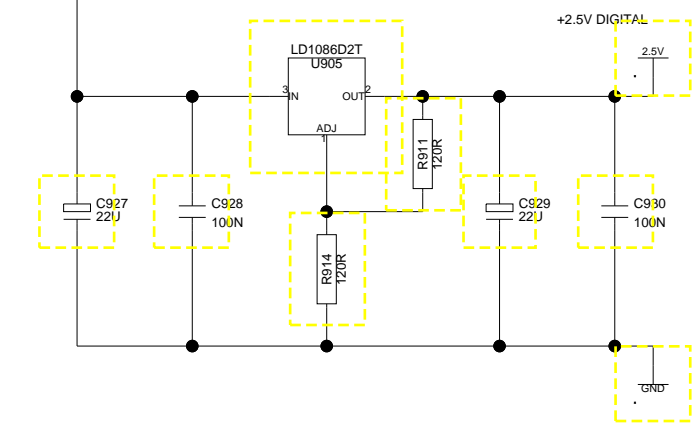 +2.5V DIGITAL
LD1086D2T
U905
2.5V
3
IN
OUT
2
ADJ
1
R911
120R
C927
22U
C928
100N
C929
22U
C930
100N
R914
120R
GND